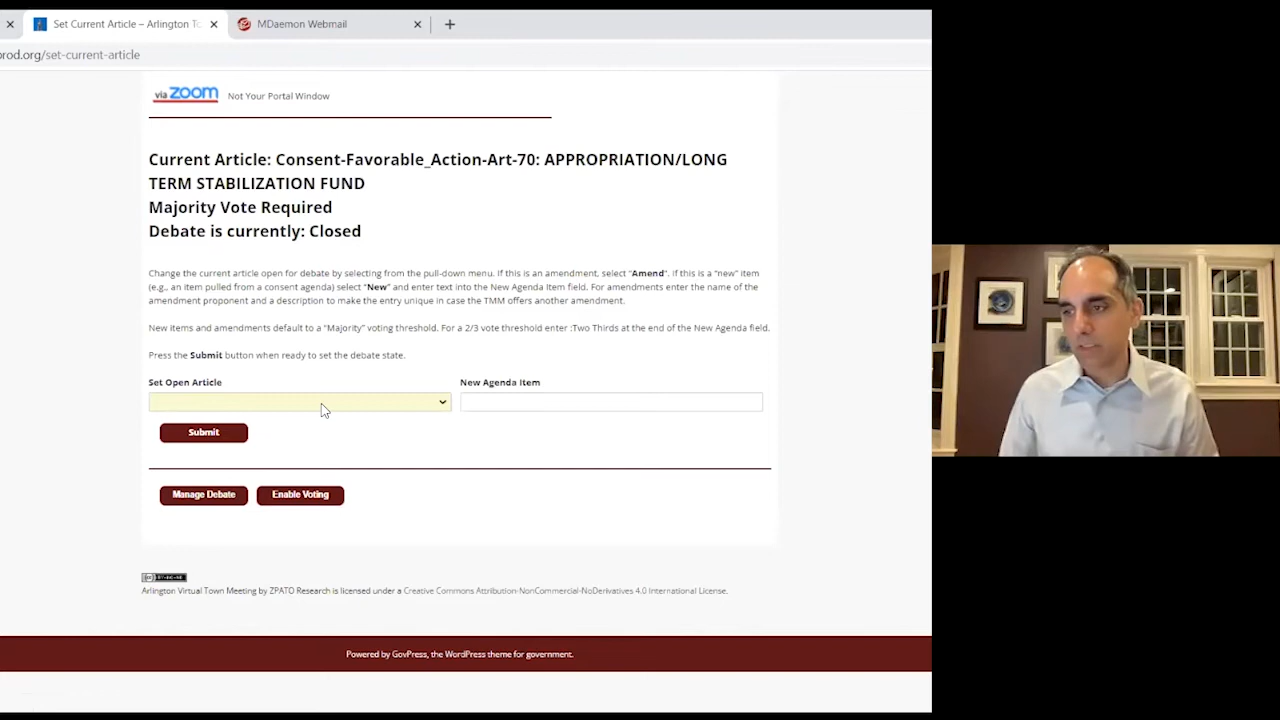 Set Current Article – Arlington To
MDaemon Webmail
prod.org/set-current-article
via zoom Not Your Portal Window
Current Article: Consent-Favorable_Action-Art-70: APPROPRIATION/LONG
TERM STABILIZATION FUND
Majority Vote Required
Debate is currently: Closed
Change the current article open for debate by selecting from the pull-down menu. If this is an amendment, select "Amend". If this is a "new" item
(e.g., an item pulled from a consent agenda) select "New" and enter text into the New Agenda Item field. For amendments enter the name of the
amendment proponent and a description to make the entry unique in case the TMM offers another amendment.
New items and amendments default to a "Majority" voting threshold. For a 2/3 vote threshold enter :Two Thirds at the end of the New Agenda field.
Press the Submit button when ready to set the debate state.
Set Open Article New Agenda Item
Submit
Manage Debate Enable Voting
Arlington Virtual Town Meeting by ZPATO Research is licensed under a Creative Commons Attribution-NonCommercial-NoDerivatives 4.0 International License.
Powered by GovPress, the WordPress theme for government.